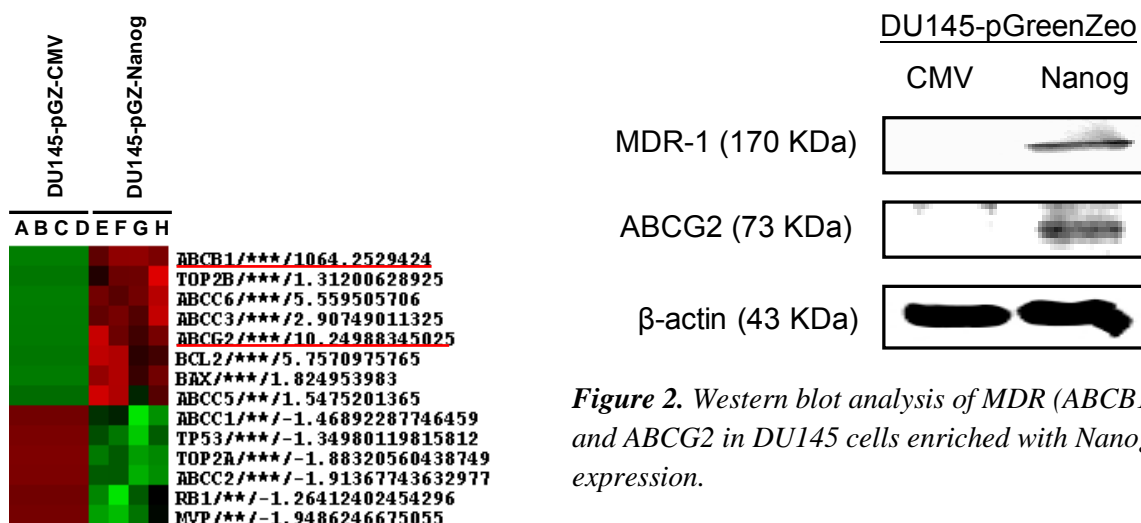 DU145-pGZ-CMV
DU145-pGZ-Nanog
A B C D E F G H
ABCB1/***/1064.2529424
TOP2B/***/1.31200628925
ABCC6/***/5.559505706
ABCC3/***/2.90749011325
ABCG2/***/10.24988345025
BCL2/***/5.7570975765
BAX/***/1.824953983
ABCC5/***/1.5475201365
ABCC1/***/-1.46892287746459
TP53/***/-1.34980119815812
TOP2A/***/-1.88320560438749
ABCC2/***/-1.91367743632977
RB1/**/-1.26412402454296
MVP/**/-1.9486246675055
DU145-pGreenZeo
CMV Nanog
MDR-1 (170 KDa)
ABCG2 (73 KDa)
β-actin (43 KDa)
Figure 2. Western blot analysis of MDR (ABCB1
and ABCG2 in DU145 cells enriched with Nanog
expression.